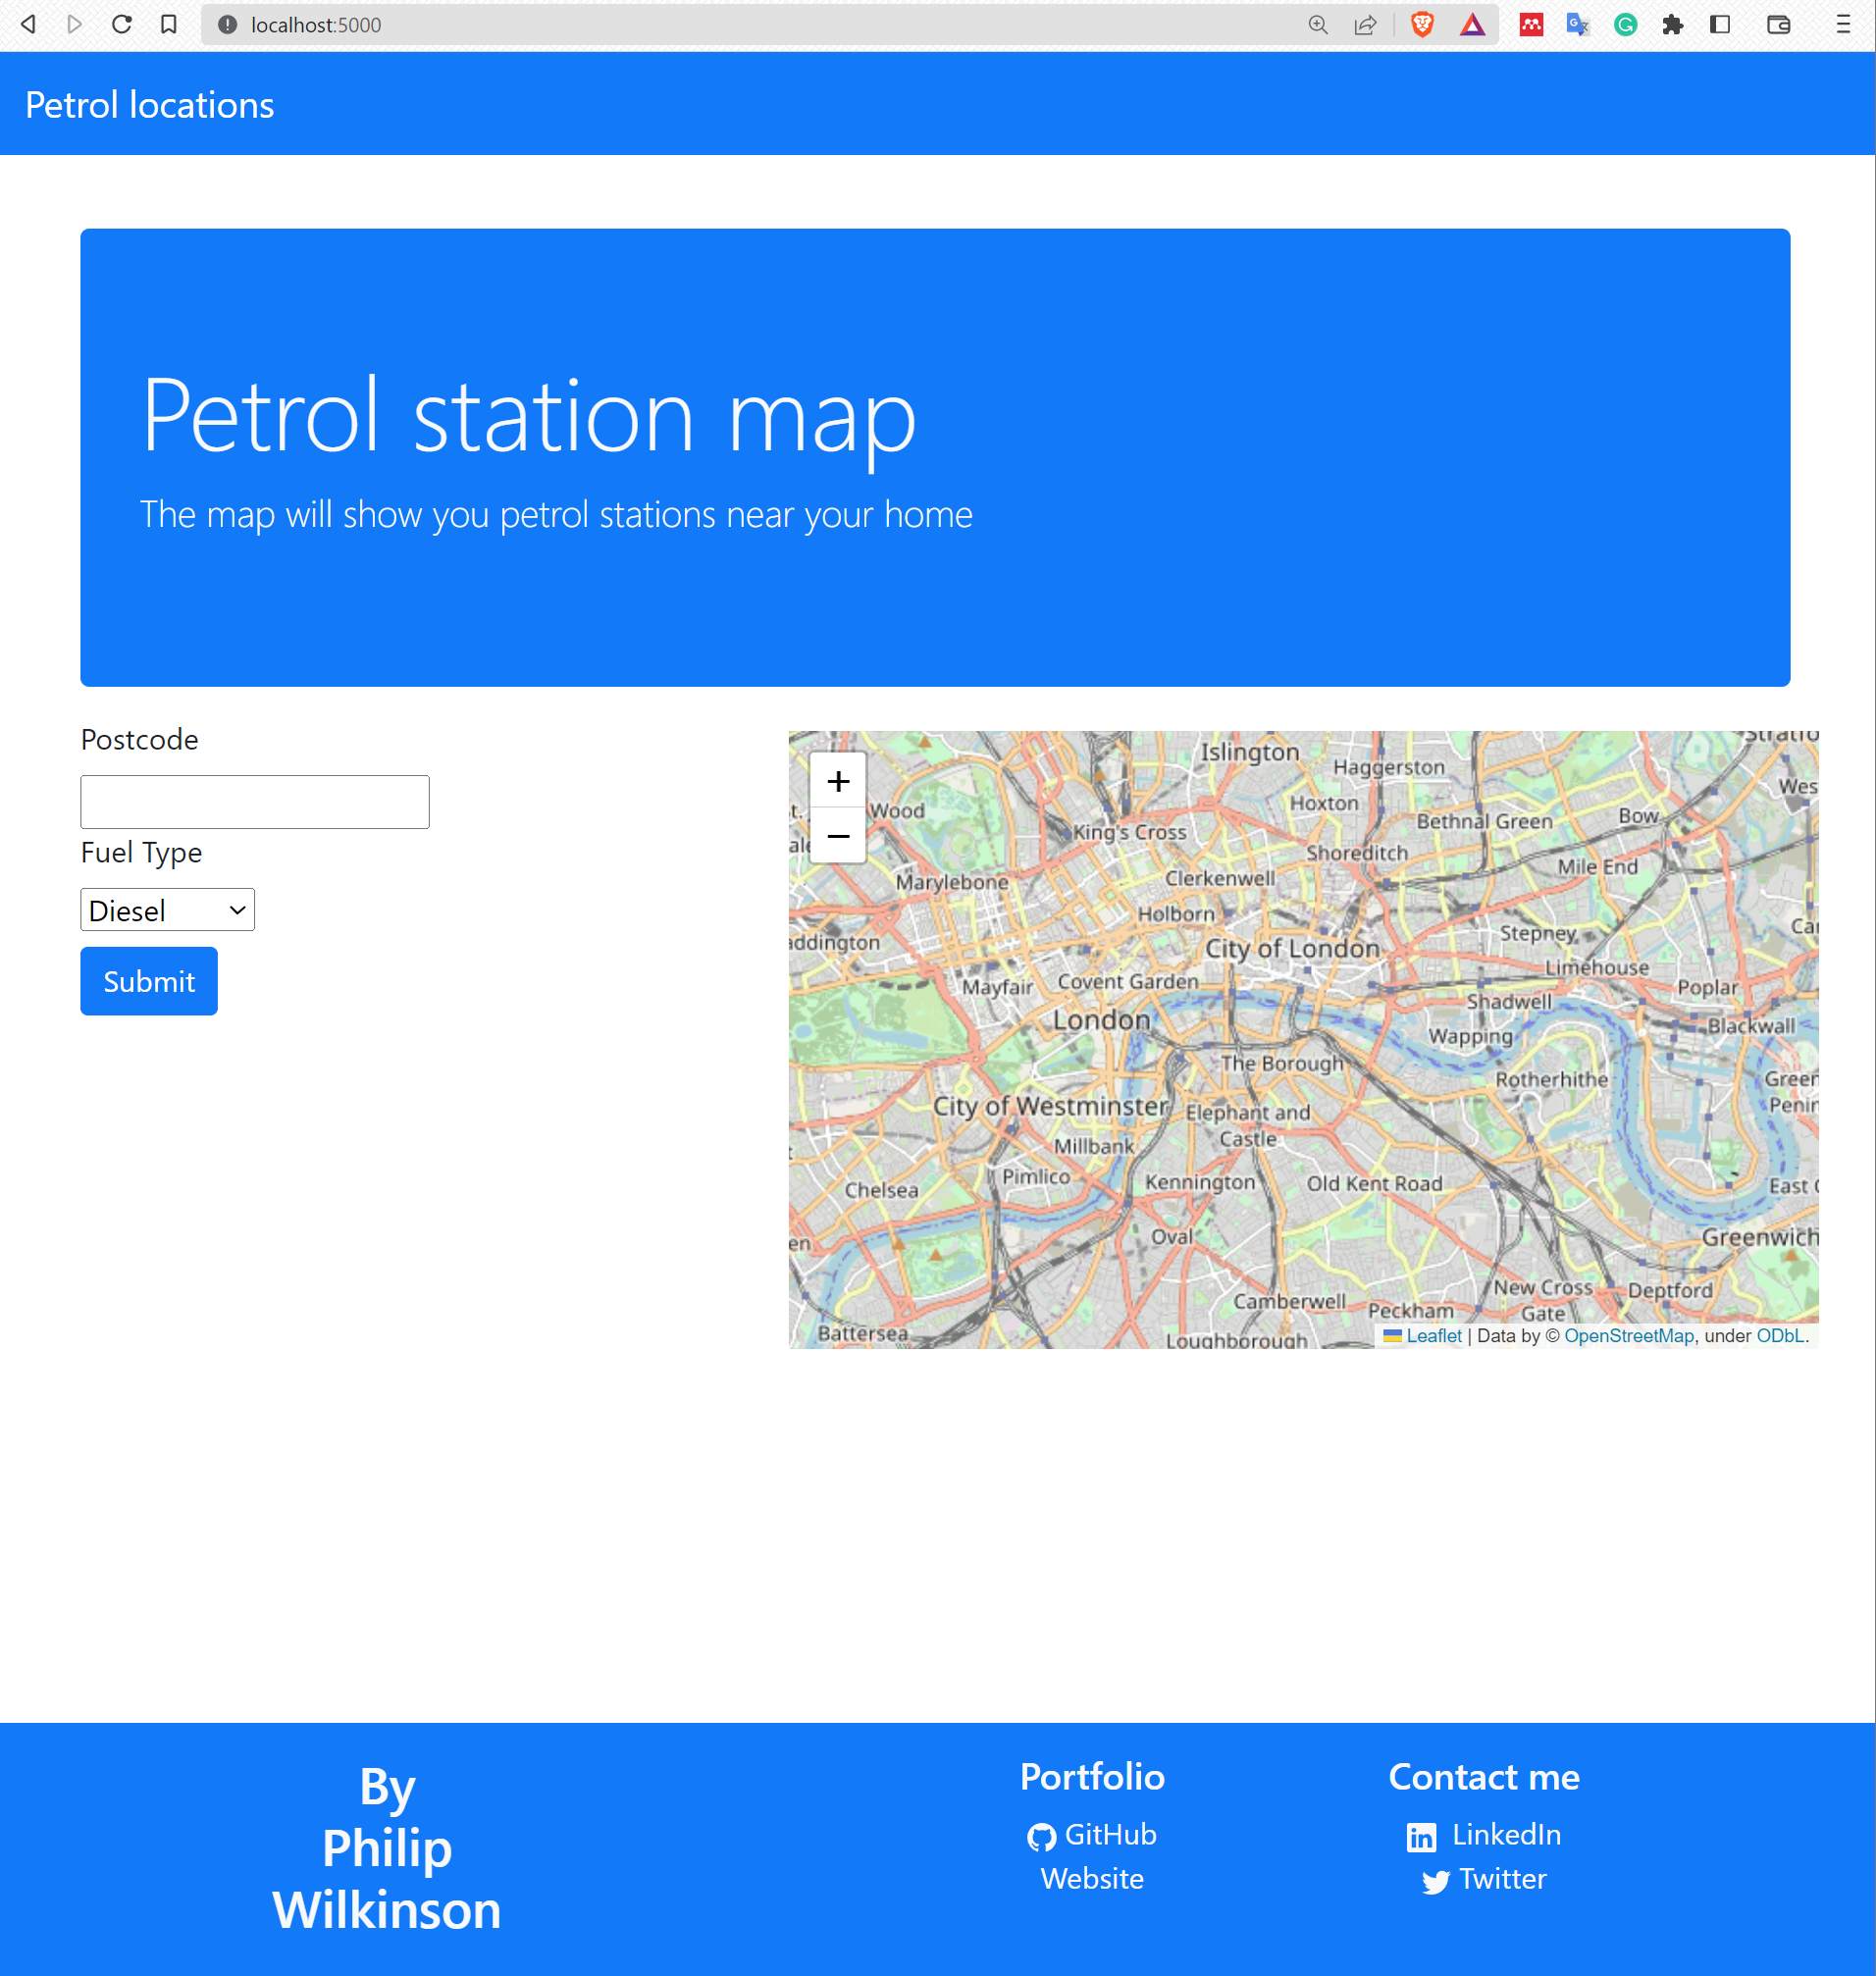 localhost:5000
Petrol locations
Petrol station map
The map will show you petrol stations near your home
Postcode
Fuel Type
Diesel
Submit
+
−
Islington
Haggerston
Wood
Hoxton
Bethnal Green
Bow
King's Cross
Shoreditch
Mile End
Marylebone
Clerkenwell
Holborn
City of London
Stepney
Limehouse
Mayfair
Covent Garden
Shadwell
Poplar
London
Wapping
Blackwall
The Borough
Rotherhithe
City of Westminster
Elephant and
Castle
Millbank
Pimlico
Kennington
Old Kent Road
Chelsea
Oval
Greenwich
New Cross
Gate
Deptford
Camberwell
Peckham
Battersea
Loughborough
Leaflet | Data by © OpenStreetMap, under ODbL.
By
Philip
Wilkinson
Portfolio
GitHub
Website
Contact me
LinkedIn
Twitter